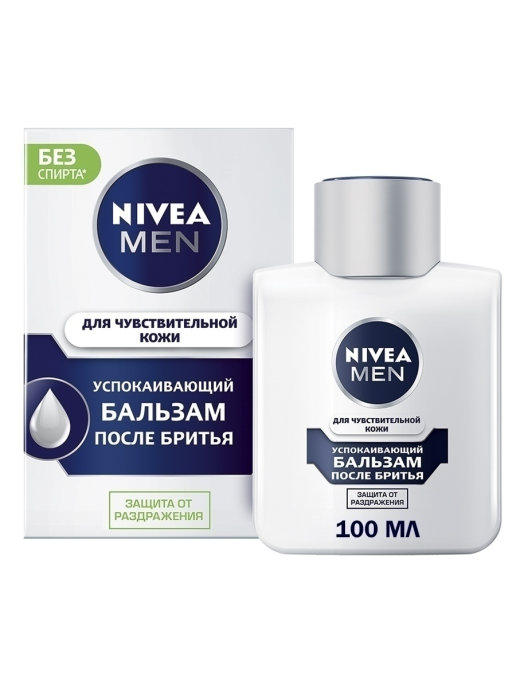 БЕЗ
СПИРТА*
NIVEA
MEN
ДЛЯ ЧУВСТВИТЕЛЬНОЙ
КОЖИ
УСПОКАИВАЮЩИЙ
БАЛЬЗАМ
ПОСЛЕ БРИТЬЯ
ЗАЩИТА ОТ
РАЗДРАЖЕНИЯ
NIVEA
MEN
ДЛЯ ЧУВСТВИТЕЛЬНОЙ
КОЖИ
УСПОКАИВАЮЩИЙ
БАЛЬЗАМ
ПОСЛЕ БРИТЬЯ
ЗАЩИТА ОТ
РАЗДРАЖЕНИЯ
100 МЛ